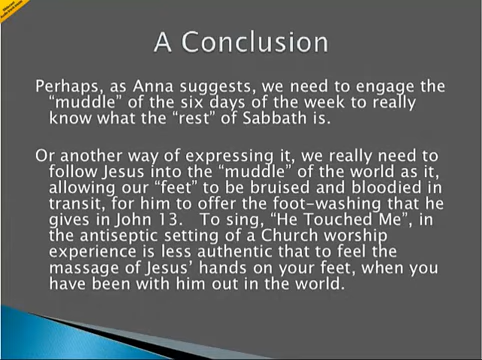 A Conclusion
Perhaps, as Anna suggests, we need to engage the
“muddle” of the six days of the week to really
know what the “rest” of Sabbath is.
Or another way of expressing it, we really need to
follow Jesus into the “muddle” of the world as it,
allowing our “feet” to be bruised and bloodied in
transit, for him to offer the foot-washing that he
gives in John 13. To sing, “He Touched Me”, in
the antiseptic setting of a Church worship
experience is less authentic that to feel the
massage of Jesus’ hands on your feet, when you
have been with him out in the world.